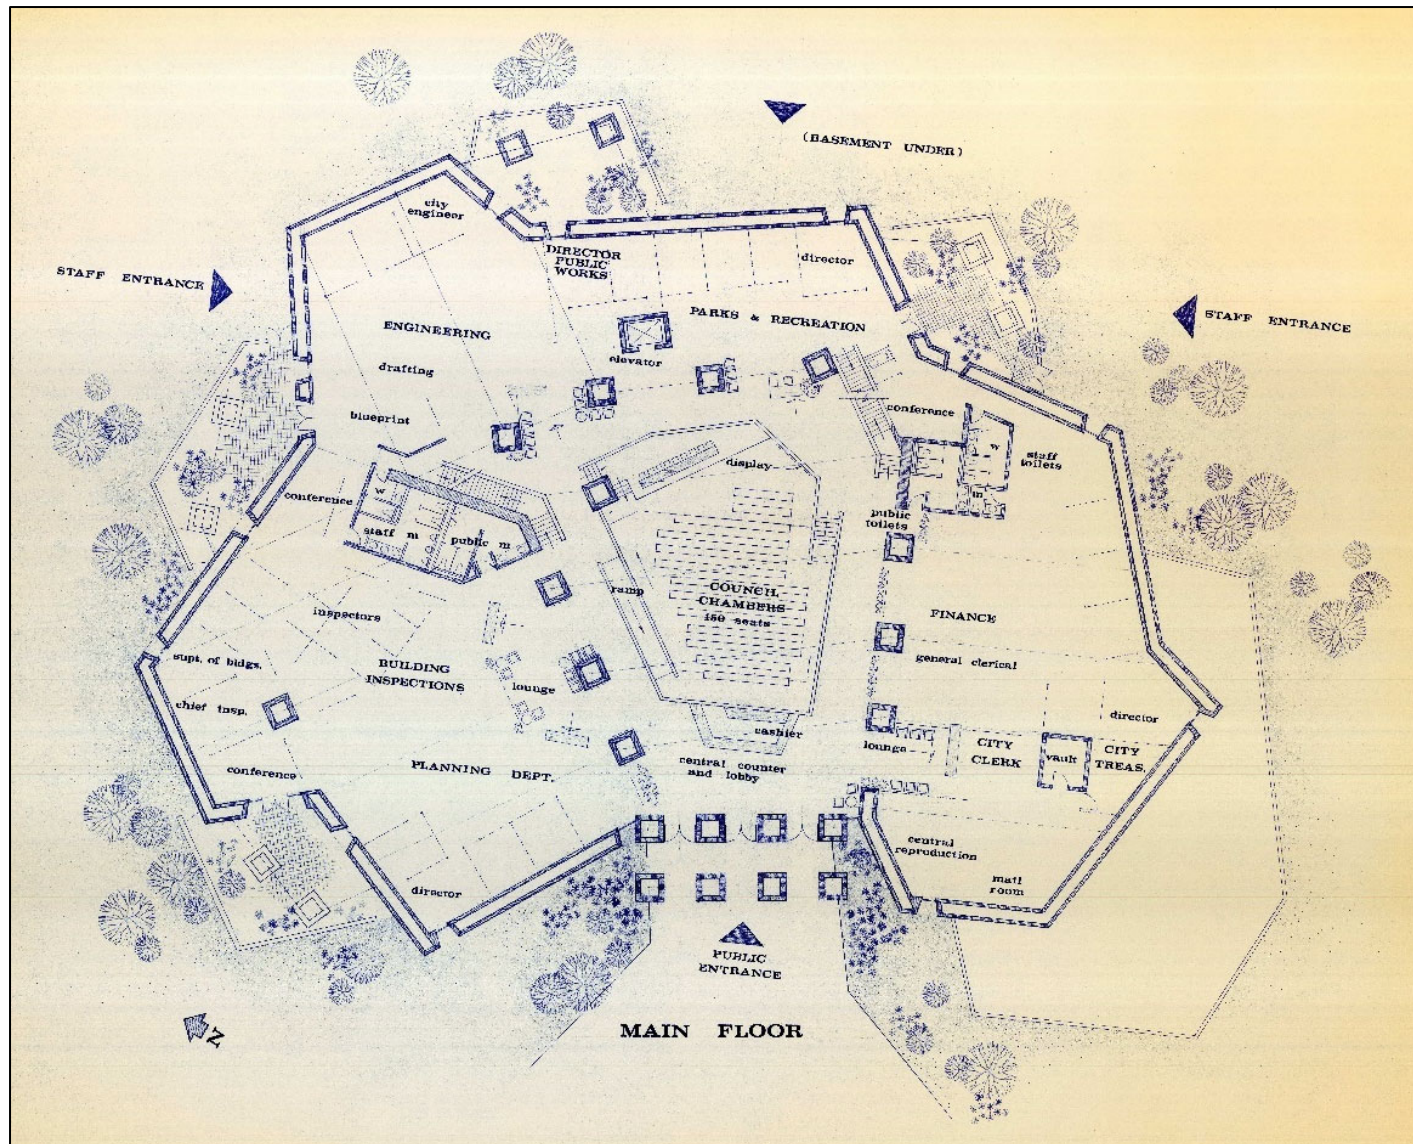 (BASEMENT UNDER)
city
engineer
DIRECTOR
PUBLIC
WORKS
director
STAFF ENTRANCE
STAFF ENTRANCE
PARKS & RECREATION
ENGINEERING
elevator
drafting
blueprint
conference
display
w
staff
toilets
w
m
conference
public
toilets
staff m
public m
ramp
COUNCIL
CHAMBERS
150 seats
inspectors
FINANCE
supt. of bldgs.
BUILDING
INSPECTIONS
general clerical
lounge
chief insp.
director
cashier
lounge
CITY
CLERK
vault
CITY
TREAS.
conference
PLANNING DEPT.
central counter
and lobby
central
reproduction
mail
room
director
PUBLIC
ENTRANCE
N
MAIN FLOOR